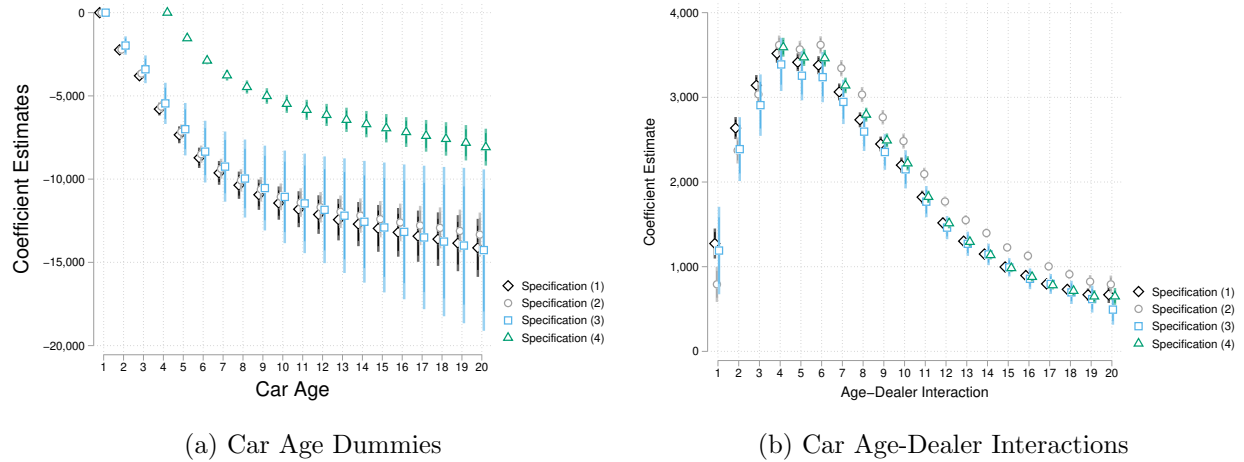 Coefficient Estimates
0
−5,000
−10,000
−15,000
−20,000
1 2 3 4 5 6 7 8 9 10 11 12 13 14 15 16 17 18 19 20
Car Age
Specification (1)
Specification (2)
Specification (3)
Specification (4)
(a) Car Age Dummies
Coefficient Estimate
4,000
3,000
2,000
1,000
0
1 2 3 4 5 6 7 8 9 10 11 12 13 14 15 16 17 18 19 20
Age−Dealer Interaction
Specification (1)
Specification (2)
Specification (3)
Specification (4)
(b) Car Age-Dealer Interactions